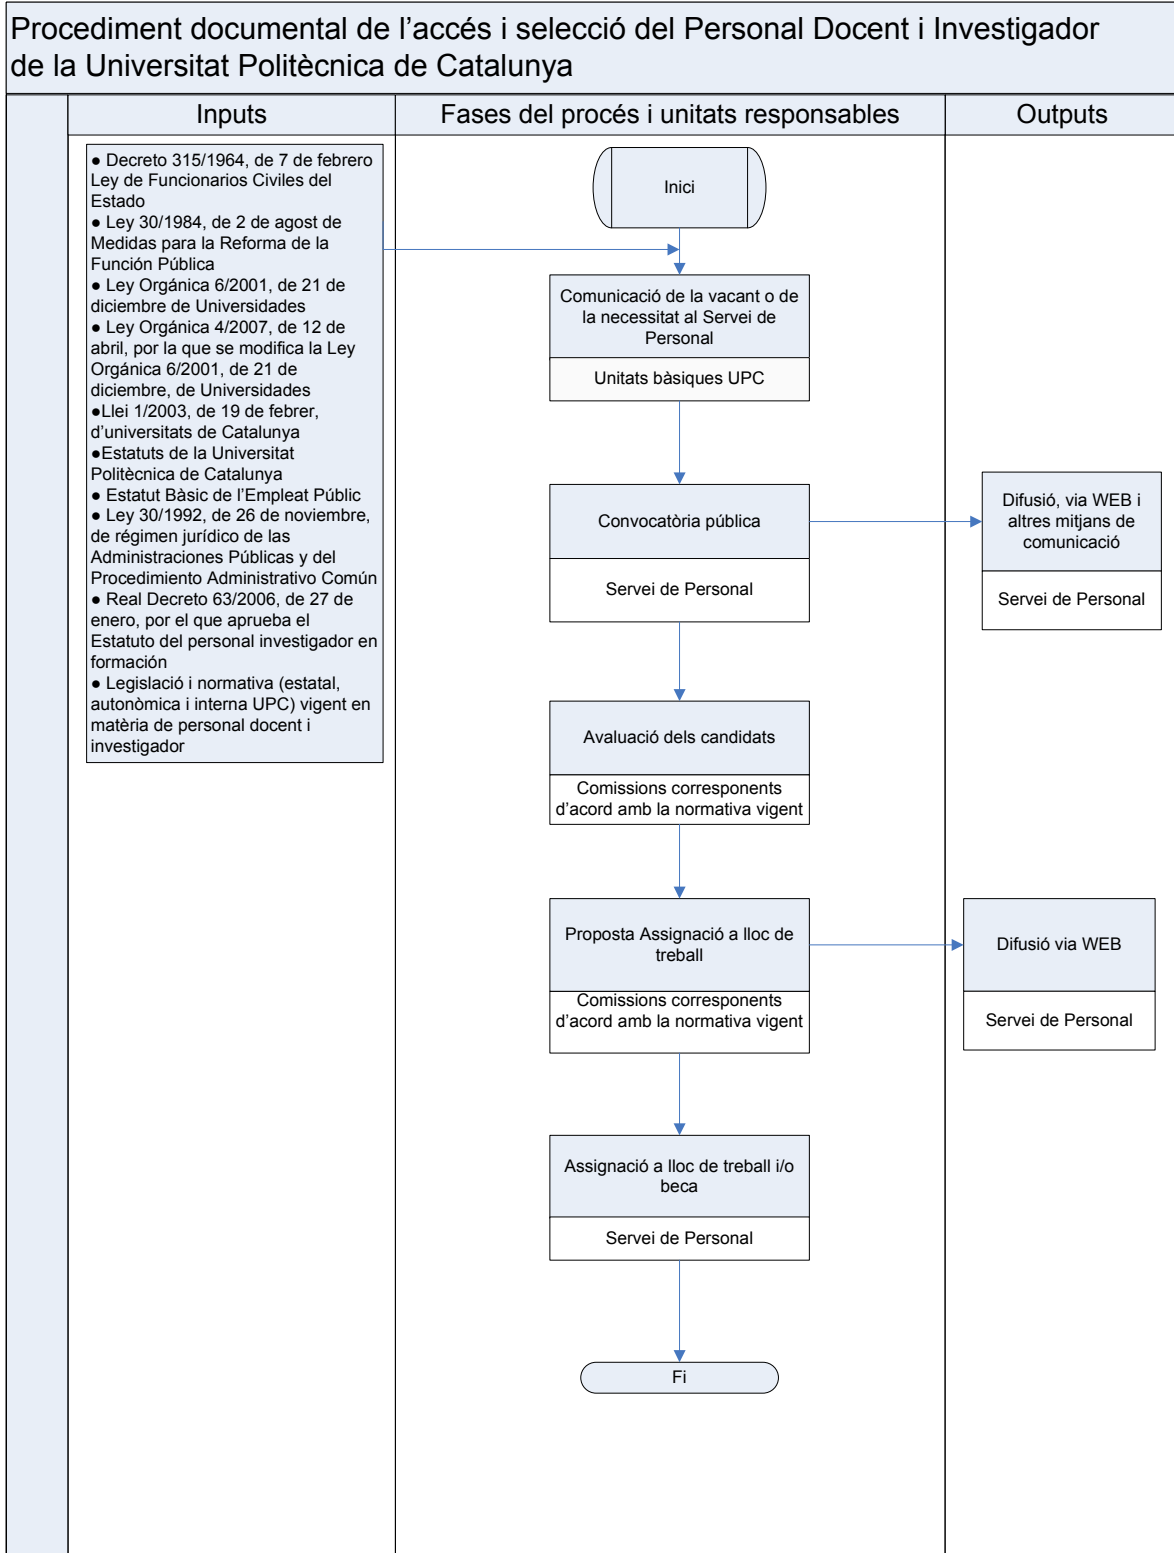 Procediment documental de l’accés i selecció del Personal Docent i Investigador
de la Universitat Politècnica de Catalunya
Inputs
Fases del procés i unitats responsables
Outputs
● Decreto 315/1964, de 7 de febrero
Ley de Funcionarios Civiles del
Estado
● Ley 30/1984, de 2 de agost de
Medidas para la Reforma de la
Función Pública
● Ley Orgánica 6/2001, de 21 de
diciembre de Universidades
● Ley Orgánica 4/2007, de 12 de
abril, por la que se modifica la Ley
Orgánica 6/2001, de 21 de
diciembre, de Universidades
●Llei 1/2003, de 19 de febrer,
d’universitats de Catalunya
●Estatuts de la Universitat
Politècnica de Catalunya
● Estatut Bàsic de l’Empleat Públic
● Ley 30/1992, de 26 de noviembre,
de régimen jurídico de las
Administraciones Públicas y del
Procedimiento Administrativo Común
● Real Decreto 63/2006, de 27 de
enero, por el que aprueba el
Estatuto del personal investigador en
formación
● Legislació i normativa (estatal,
autonòmica i interna UPC) vigent en
matèria de personal docent i
investigador
Inici
Comunicació de la vacant o de
la necessitat al Servei de
Personal
Unitats bàsiques UPC
Convocatòria pública
Servei de Personal
Difusió, via WEB i
altres mitjans de
comunicació
Servei de Personal
Avaluació dels candidats
Comissions corresponents
d’acord amb la normativa vigent
Proposta Assignació a lloc de
treball
Comissions corresponents
d’acord amb la normativa vigent
Difusió via WEB
Servei de Personal
Assignació a lloc de treball i/o
beca
Servei de Personal
Fi